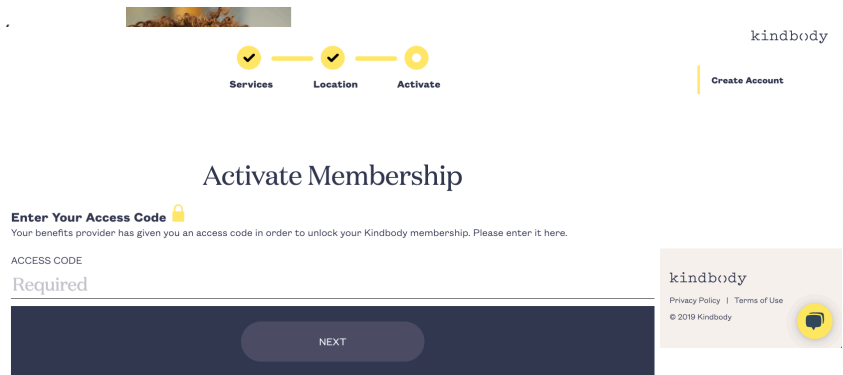 kindbody
Services Location Activate
Create Account
Activate Membership
Enter Your Access Code
Your benefits provider has given you an access code in order to unlock your Kindbody membership. Please enter it here.
ACCESS CODE
Required
NEXT
kindbody
Privacy Policy | Terms of Use
© 2019 Kindbody